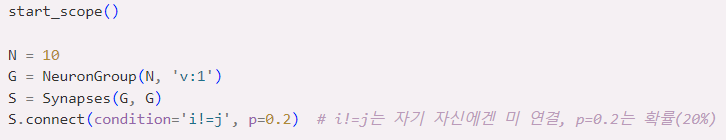 start_scope()
N = 10
G = NeuronGroup(N, 'v:1')
S = Synapses(G, G)
S.connect(condition='i!=j', p=0.2)  # i!=j는 자기 자신에겐 미 연결, p=0.2는 확률(20%)